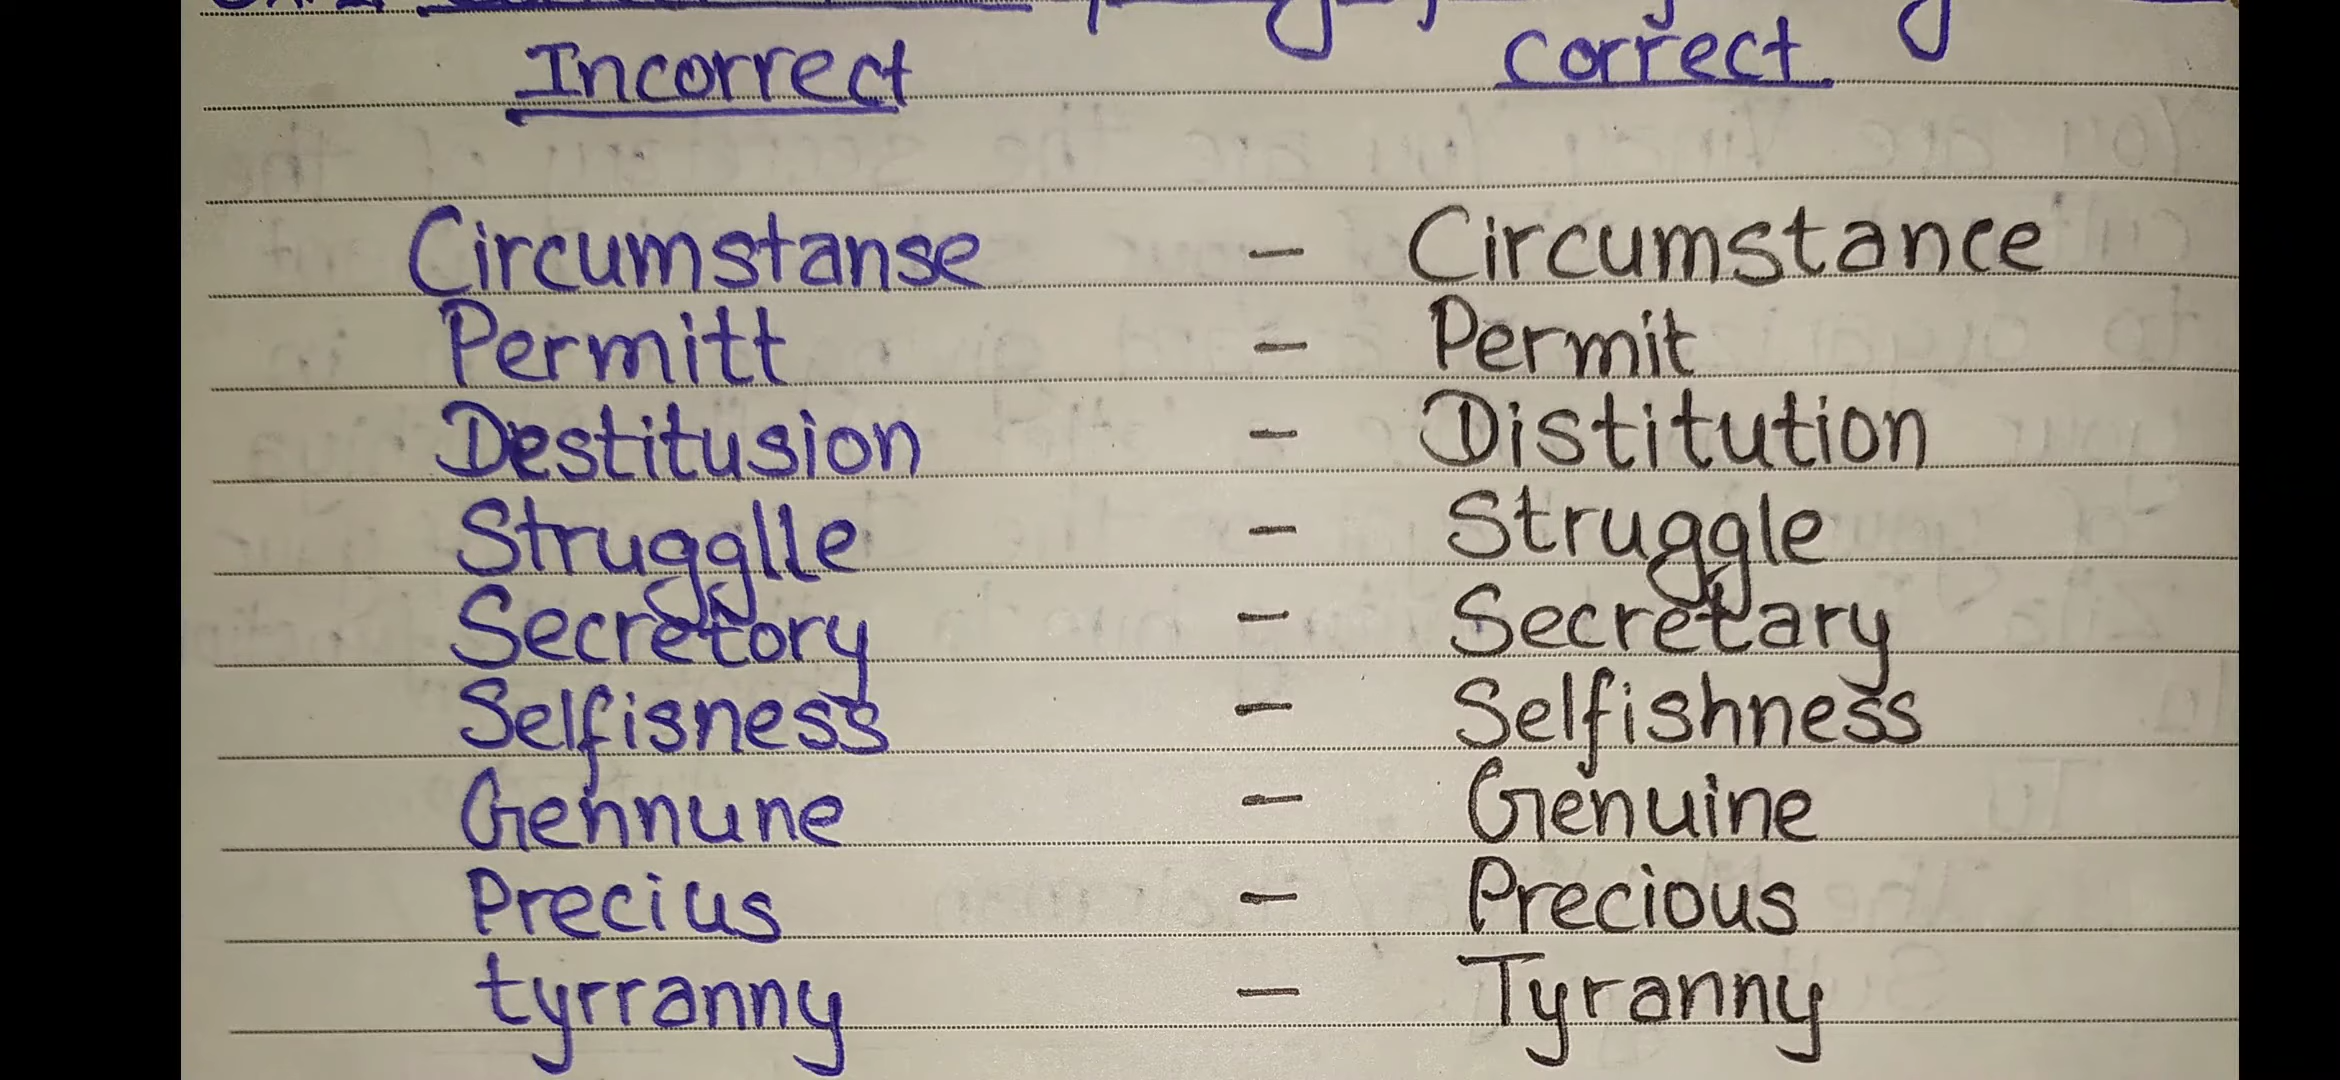 Incorrect correct
Circumstanse - Circumstance
Permitt - Permit
Destitusion - Distitution
Strugglle - Struggle
Secretory - Secretary
Selfisness - Selfishness
Gennune - Genuine
Precius - Precious
tyrranny - Tyranny